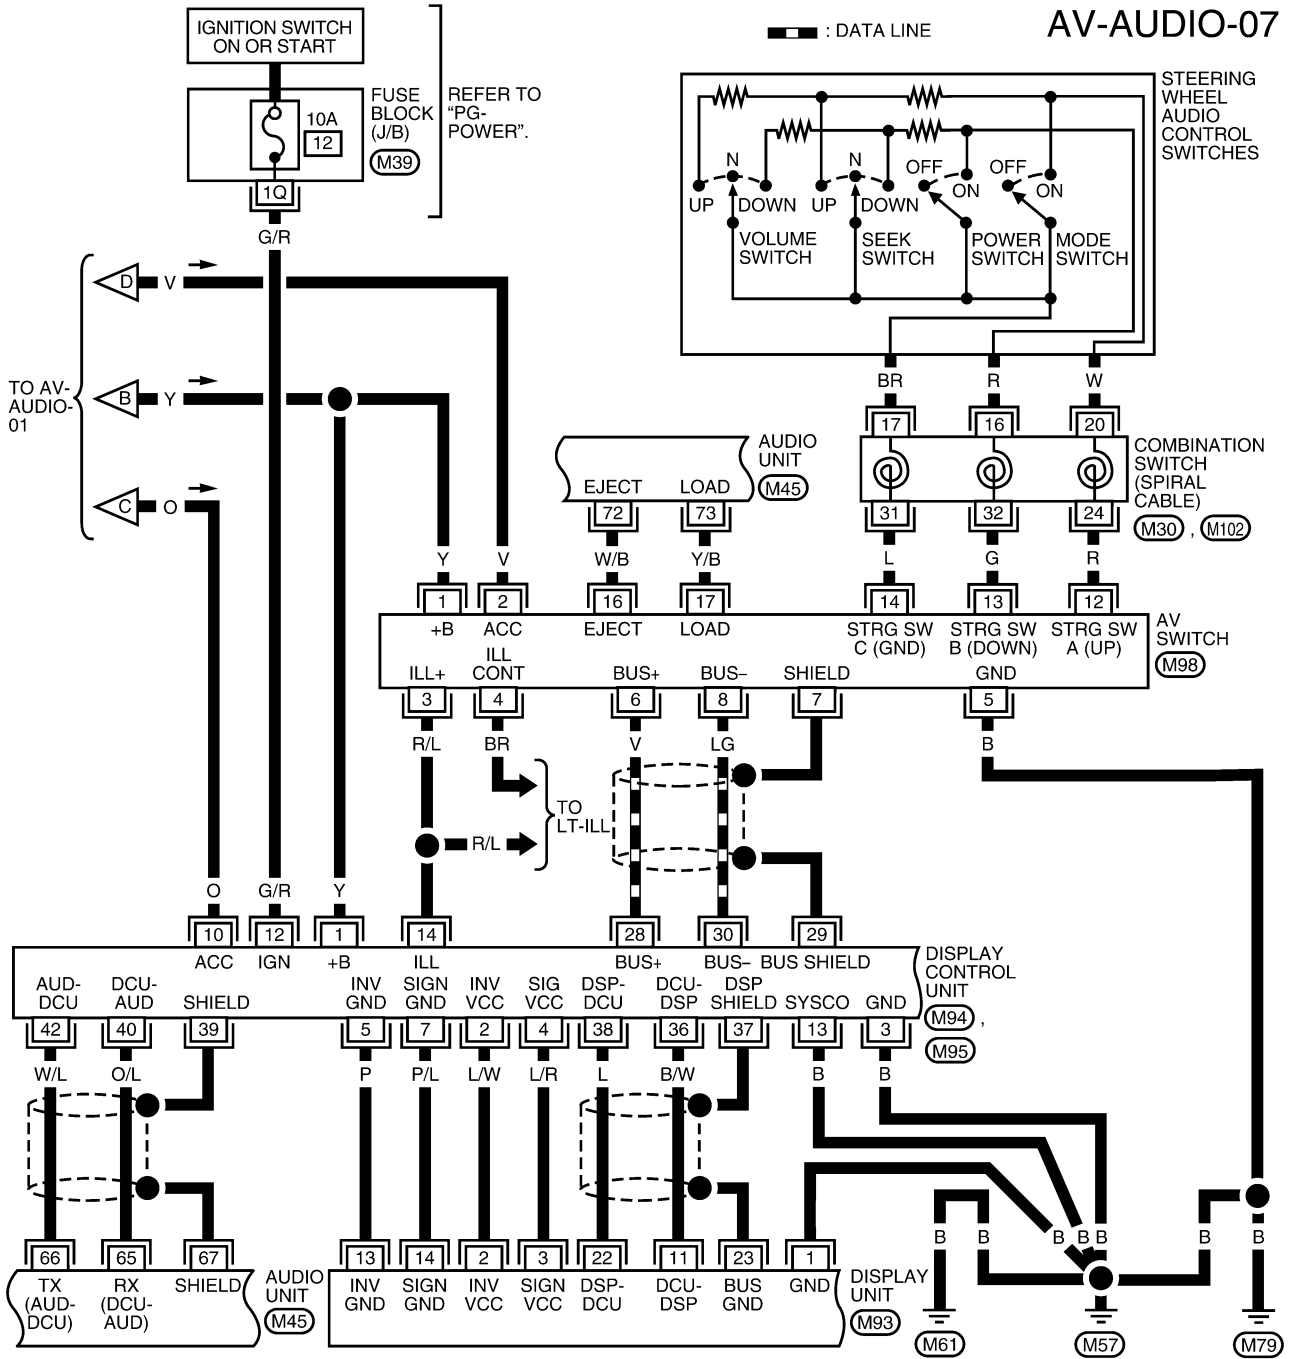 AV-AUDIO-07
: DATA LINE
IGNITION SWITCH
ON OR START
FUSE
BLOCK
(J/B)
M39
REFER TO
“PG-
POWER”.
10A
12
1Q
G/R
STEERING
WHEEL
AUDIO
CONTROL
SWITCHES
N
UP
DOWN
VOLUME
SWITCH
N
UP
DOWN
SEEK
SWITCH
OFF
ON
POWER
SWITCH
OFF
ON
MODE
SWITCH
D
V
B
Y
C
O
TO AV-
AUDIO-
01
BR R W
17 16 20
COMBINATION
SWITCH
(SPIRAL
CABLE)
M30 , M102
31 32 24
L G R
AUDIO
UNIT
M45
EJECT LOAD
72 73
Y V W/B Y/B
1 2 16 17 14 13 12
+B ACC EJECT LOAD
STRG SW
C (GND)
STRG SW
B (DOWN)
STRG SW
A (UP)
AV
SWITCH
M98
ILL+
ILL
CONT
BUS+ BUS– SHIELD GND
3 4 6 8 7 5
R/L BR V LG B
TO
LT-ILL
R/L
O G/R Y
10 12 1 14 28 30 29
ACC IGN +B ILL BUS+ BUS– BUS SHIELD
DISPLAY
CONTROL
UNIT
M94 ,
M95
AUD-
DCU
DCU-
AUD
SHIELD
INV
GND
SIGN
GND
INV
VCC
SIG
VCC
DSP-
DCU
DCU-
DSP
DSP
SHIELD
SYSCO GND
42 40 39 5 7 2 4 38 36 37 13 3
W/L O/L P P/L L/W L/R L B/W B B
B B B B B B B
66 65 67 13 14 2 3 22 11 23 1
TX
(AUD-
DCU)
RX
(DCU-
AUD)
SHIELD
AUDIO
UNIT
M45
INV
GND
SIGN
GND
INV
VCC
SIGN
VCC
DSP-
DCU
DCU-
DSP
BUS
GND
GND
DISPLAY
UNIT
M93
M61 M57 M79